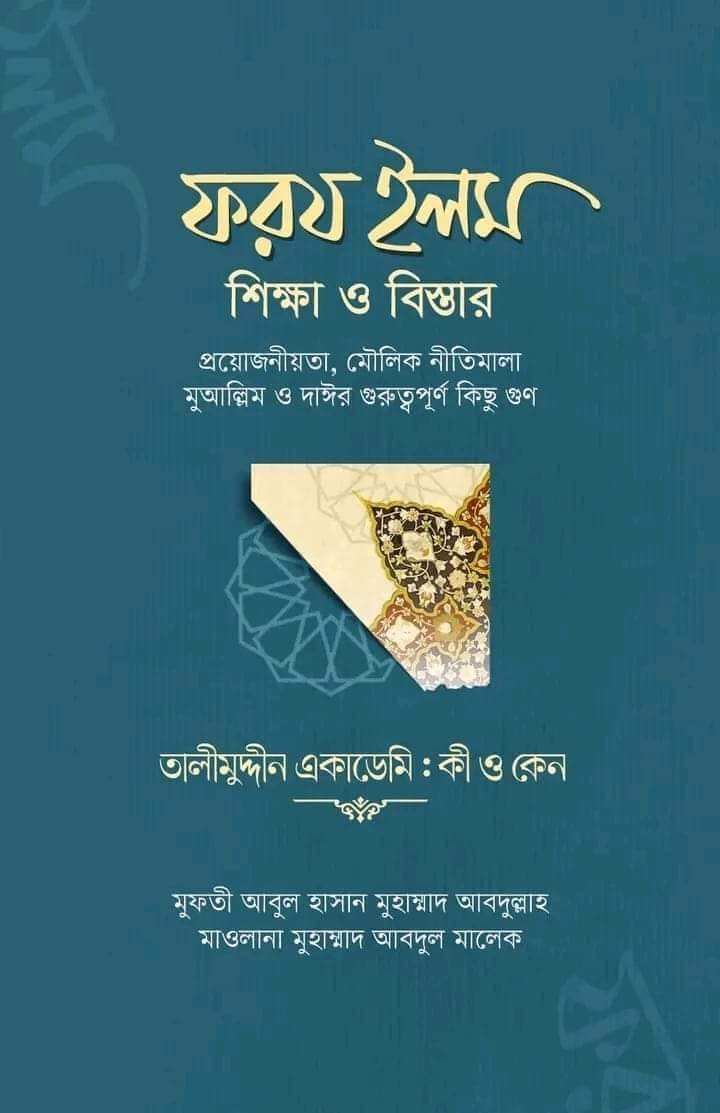 ফরয ইলম
শিক্ষা ও বিস্তার
প্রয়োজনীয়তা, মৌলিক নীতিমালা
মুআল্লিম ও দাঈর গুরুত্বপূর্ণ কিছু গুণ
তালীমুদ্দীন একাডেমি : কী ও কেন
মুফতী আবুল হাসান মুহাম্মাদ আবদুল্লাহ
মাওলানা মুহাম্মাদ আবদুল মালেক